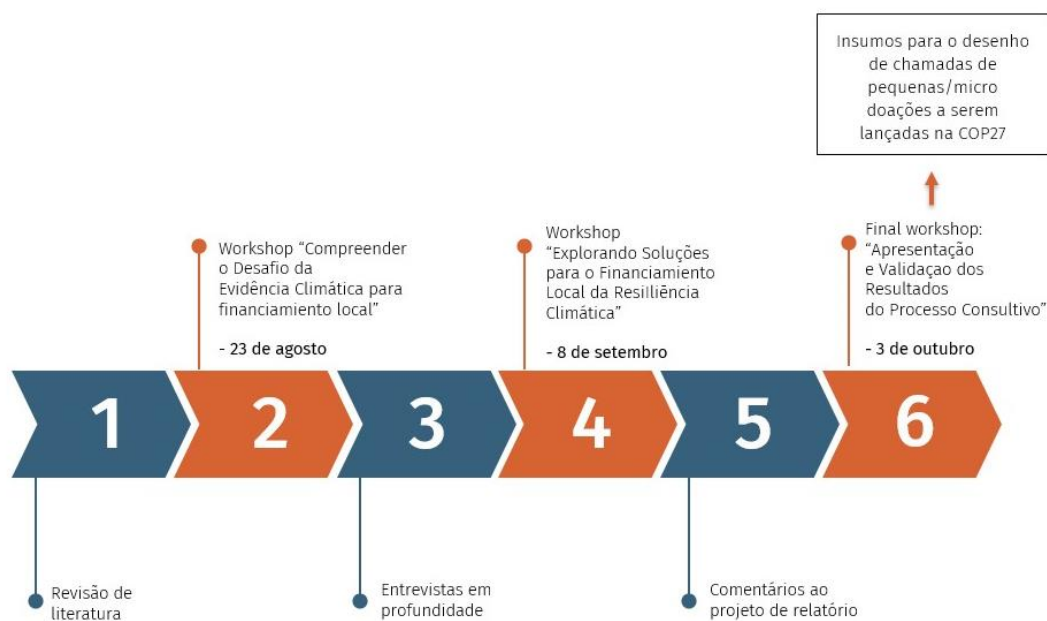 Insumos para o desenho
de chamadas de
pequenas/micro
doações a serem
lançadas na COP27
Workshop “Compreender
o Desafio da
Evidência Climática para
financiamento local”
- 23 de agosto
Workshop
“Explorando Soluções
para o Financiamento
Local da Resilliência
Climática”
- 8 de setembro
Final workshop:
“Apresentação
e Validaçao dos
Resultados
do Processo Consultivo”
- 3 de outubro
1
2
3
4
5
6
Revisão de
literatura
Entrevistas em
profundidade
Comentários ao
projeto de relatório